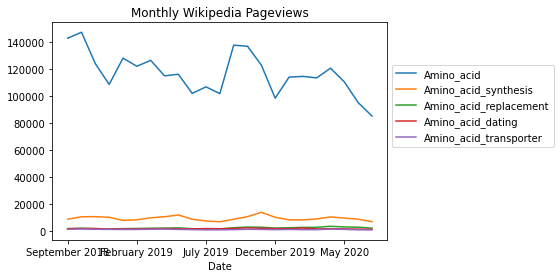 Monthly Wikipedia Pageviews
140000
120000
100000
80000
60000
40000
20000
0
February 2019
July 2019
December 2019
May 2020
Date
Amino_acid
Amino_acid_synthesis
Amino_acid_replacement
Amino_acid_dating
Amino_acid_transporter